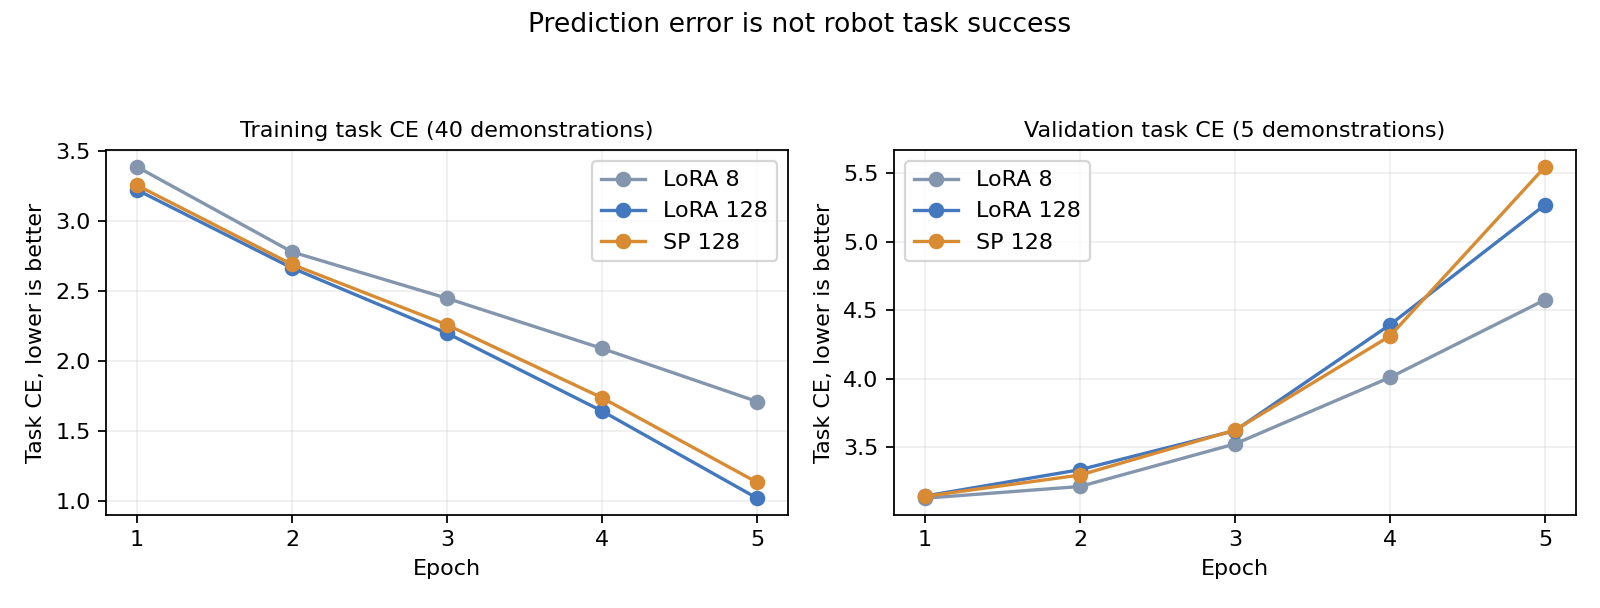 Prediction error is not robot task success
Training task CE (40 demonstrations)
Task CE, lower is better
3.5
3.0
2.5
2.0
1.5
1.0
LoRA 8
LoRA 128
SP 128
1 2 3 4 5
Epoch
Validation task CE (5 demonstrations)
Task CE, lower is better
5.5
5.0
4.5
4.0
3.5
LoRA 8
LoRA 128
SP 128
1 2 3 4 5
Epoch